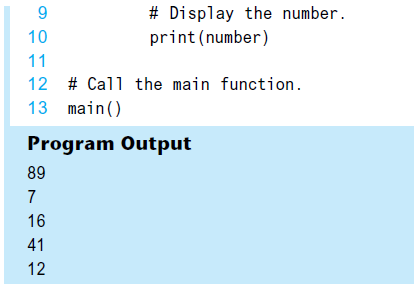 9 # Display the number.
10 print(number)
11
12 # Call the main function.
13 main()
Program Output
89
7
16
41
12